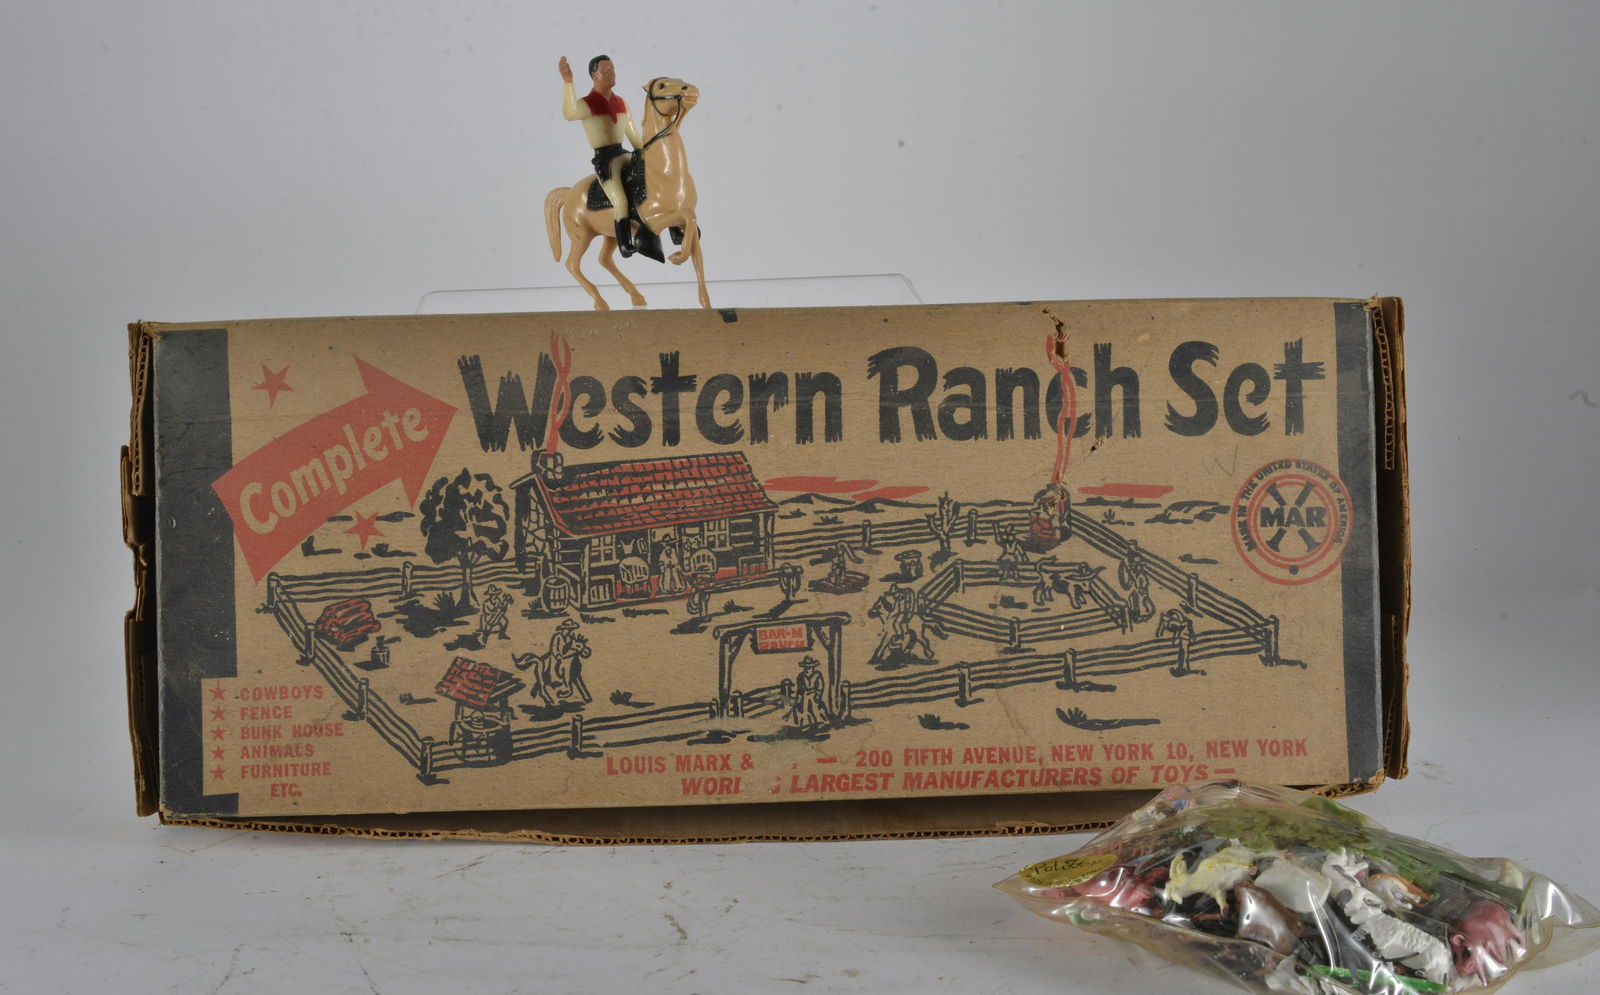 Complete
Western Ranch Set
MADE IN THE UNITED STATES OF AMERICA
MAR
BAR-M
RANCH
★ COWBOYS
★ FENCE
★ BUNK HOUSE
★ ANIMALS
★ FURNITURE
ETC.
LOUIS MARX & — 200 FIFTH AVENUE, NEW YORK 10, NEW YORK
LARGEST MANUFACTURERS OF TOYS —